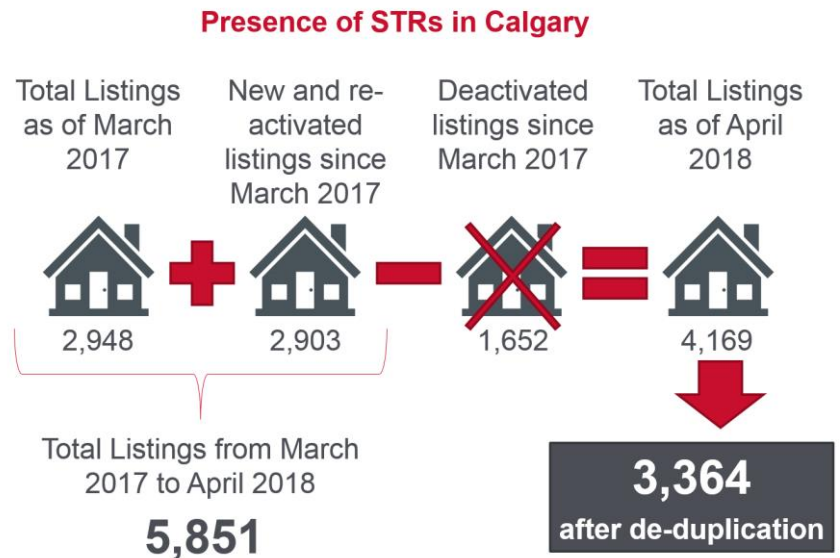 Presence of STRs in Calgary
Total Listings
as of March
2017
New and re-
activated
listings since
March 2017
Deactivated
listings since
March 2017
Total Listings
as of April
2018
2,948
2,903
1,652
4,169
Total Listings from March
2017 to April 2018
5,851
3,364
after de-duplication